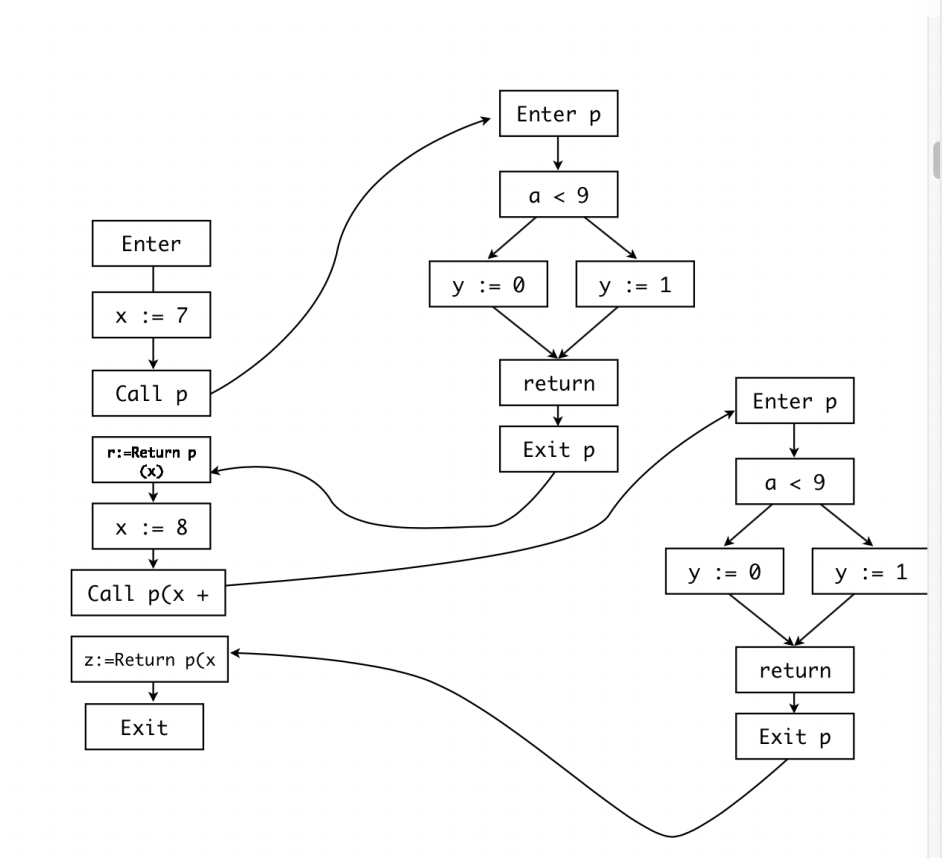 Enter
x := 7
Call p
r:=Return p
(x)
x := 8
Call p(x +
z:=Return p(x
Exit
Enter p
a < 9
y := 0
y := 1
return
Exit p
Enter p
a < 9
y := 0
y := 1
return
Exit p